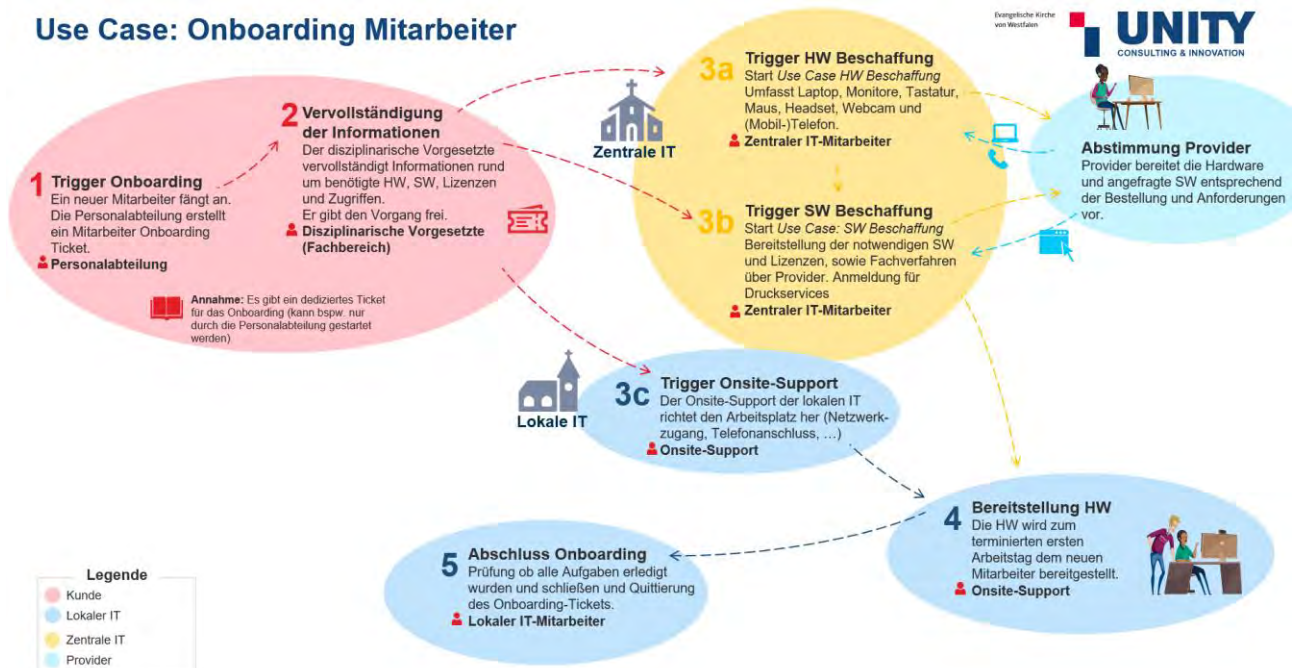 Use Case: Onboarding Mitarbeiter
Evangelische Kirche
von Westfalen
UNITY
CONSULTING & INNOVATION
1 Trigger Onboarding
Ein neuer Mitarbeiter fängt an.
Die Personalabteilung erstellt
ein Mitarbeiter Onboarding
Ticket.
Personalabteilung
2 Vervollständigung
der Informationen
Der disziplinarische Vorgesetzte
vervollständigt Informationen rund
um benötigte HW, SW, Lizenzen
und Zugriffen.
Er gibt den Vorgang frei.
Disziplinarische Vorgesetzte
(Fachbereich)
Annahme: Es gibt ein dediziertes Ticket
für das Onboarding (kann bspw. nur
durch die Personalabteilung gestartet
werden)
Zentrale IT
3a Trigger HW Beschaffung
Start Use Case HW Beschaffung
Umfasst Laptop, Monitore, Tastatur,
Maus, Headset, Webcam und
(Mobil-)Telefon.
Zentraler IT-Mitarbeiter
3b Trigger SW Beschaffung
Start Use Case: SW Beschaffung
Bereitstellung der notwendigen SW
und Lizenzen, sowie Fachverfahren
über Provider. Anmeldung für
Druckservices
Zentraler IT-Mitarbeiter
Abstimmung Provider
Provider bereitet die Hardware
und angefragte SW entsprechend
der Bestellung und Anforderungen
vor.
Lokale IT
3c Trigger Onsite-Support
Der Onsite-Support der lokalen IT
richtet den Arbeitsplatz her (Netzwerk-
zugang, Telefonanschluss, …)
Onsite-Support
4 Bereitstellung HW
Die HW wird zum
terminierten ersten
Arbeitstag dem neuen
Mitarbeiter bereitgestellt.
Onsite-Support
5 Abschluss Onboarding
Prüfung ob alle Aufgaben erledigt
wurden und schließen und Quittierung
des Onboarding-Tickets.
Lokaler IT-Mitarbeiter
Legende
Kunde
Lokaler IT
Zentrale IT
Provider